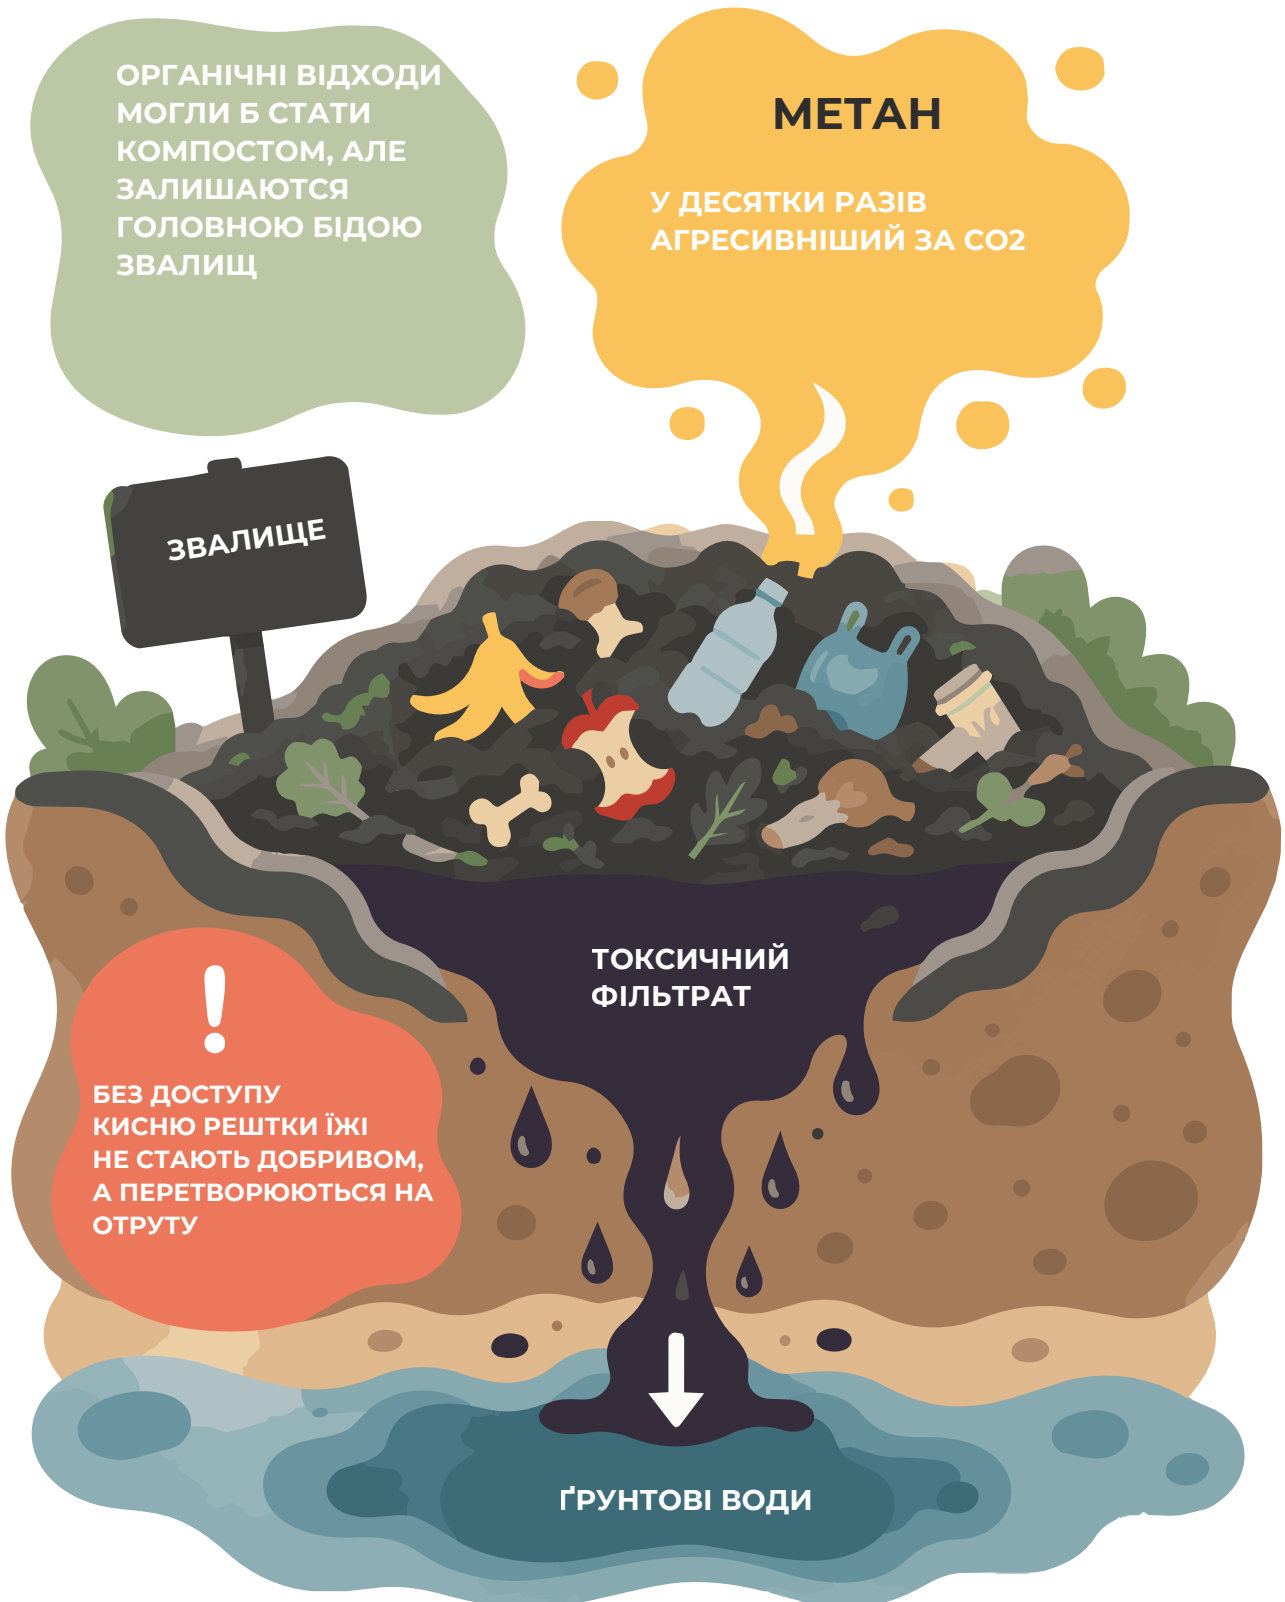 ОРГАНІЧНІ ВІДХОДИ
МОГЛИ Б СТАТИ
КОМПОСТОМ, АЛЕ
ЗАЛИШАЮТЬСЯ
ГОЛОВНОЮ БІДОЮ
ЗВАЛИЩ
МЕТАН
У ДЕСЯТКИ РАЗІВ
АГРЕСИВНІШИЙ ЗА СО2
ЗВАЛИЩЕ
ТОКСИЧНИЙ
ФІЛЬТРАТ
!
БЕЗ ДОСТУПУ
КИСНЮ РЕШТКИ ЇЖІ
НЕ СТАЮТЬ ДОБРИВОМ,
А ПЕРЕТВОРЮЮТЬСЯ НА
ОТРУТУ
ҐРУНТОВІ ВОДИ